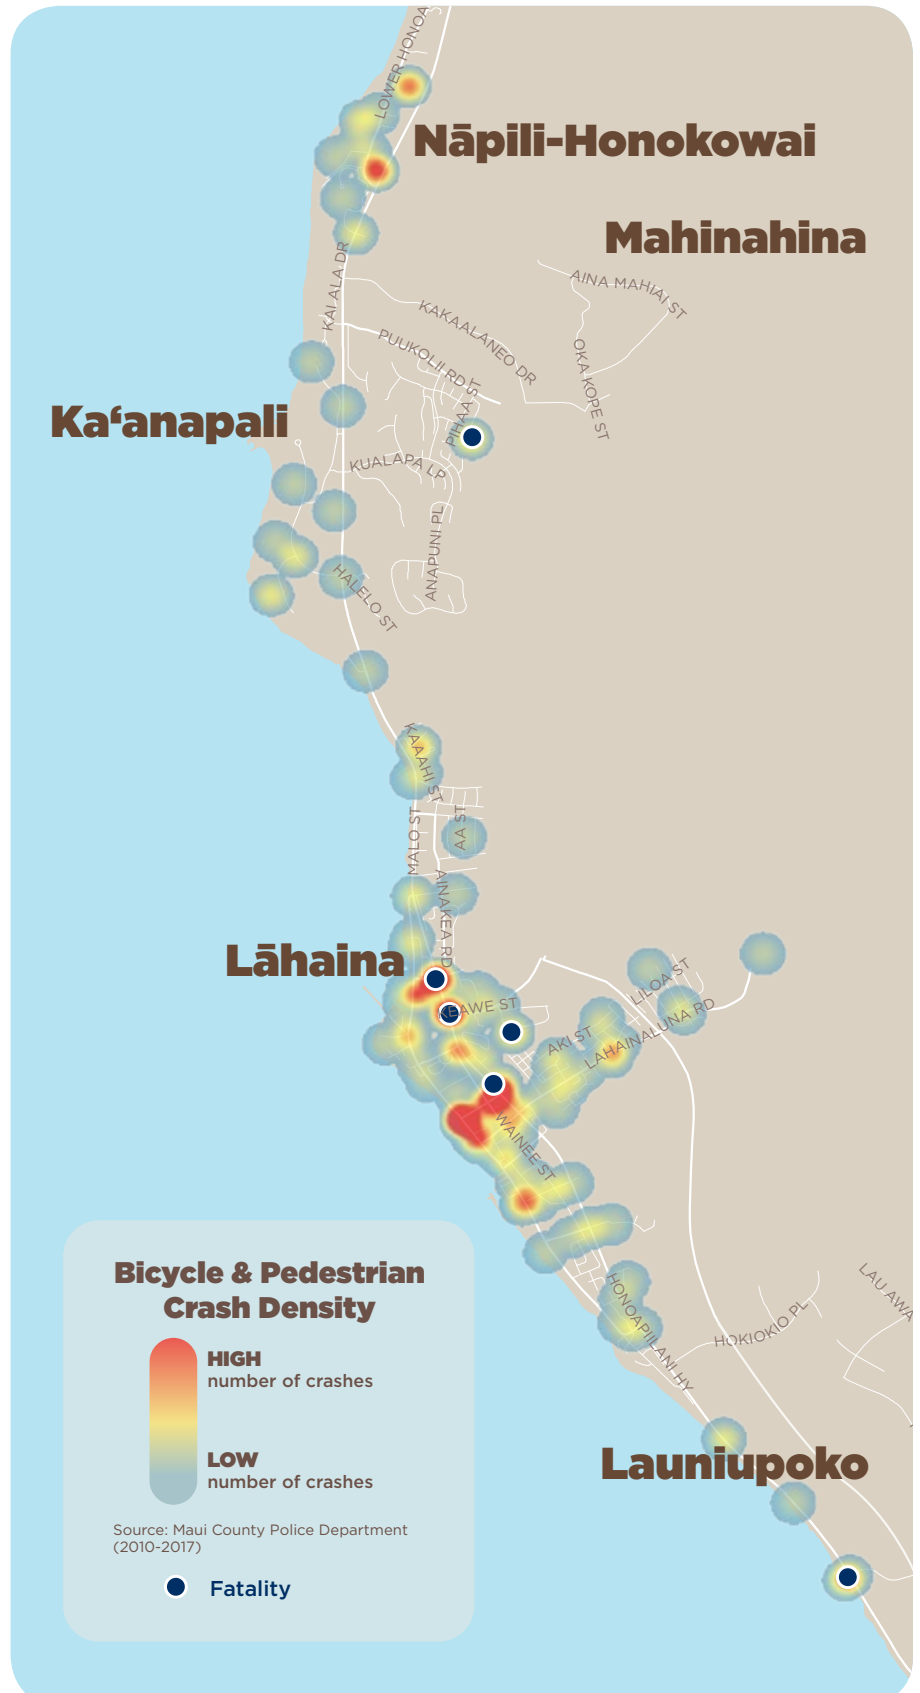 LOWER HONOA
Nāpili-Honokowai
Mahinahina
AINA MAHIAI ST
KAI ALA DR
KAKAALANEO DR
PUUKOLII RD
OKA KOPE ST
PIHAA ST
Ka‘anapali
KUALAPA LP
ANAPUNI PL
HALELO ST
KAAAHI ST
MALO ST
AA ST
AINAKEA RD
Lāhaina
LILOA ST
KEAWE ST
AKI ST
LAHAINALUNA RD
WAINEE ST
HONOAPIILANI HY
HOKIOKIO PL
LAU AWA
Launiupoko
Bicycle & Pedestrian
Crash Density
HIGH
number of crashes
LOW
number of crashes
Source: Maui County Police Department
(2010-2017)
Fatality